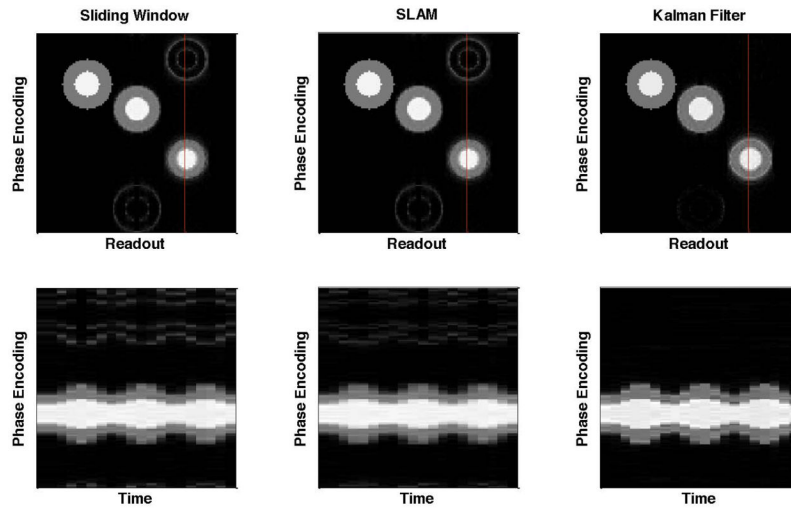 Sliding Window
SLAM
Kalman Filter
Phase Encoding
Phase Encoding
Phase Encoding
Readout
Readout
Readout
Phase Encoding
Phase Encoding
Phase Encoding
Time
Time
Time